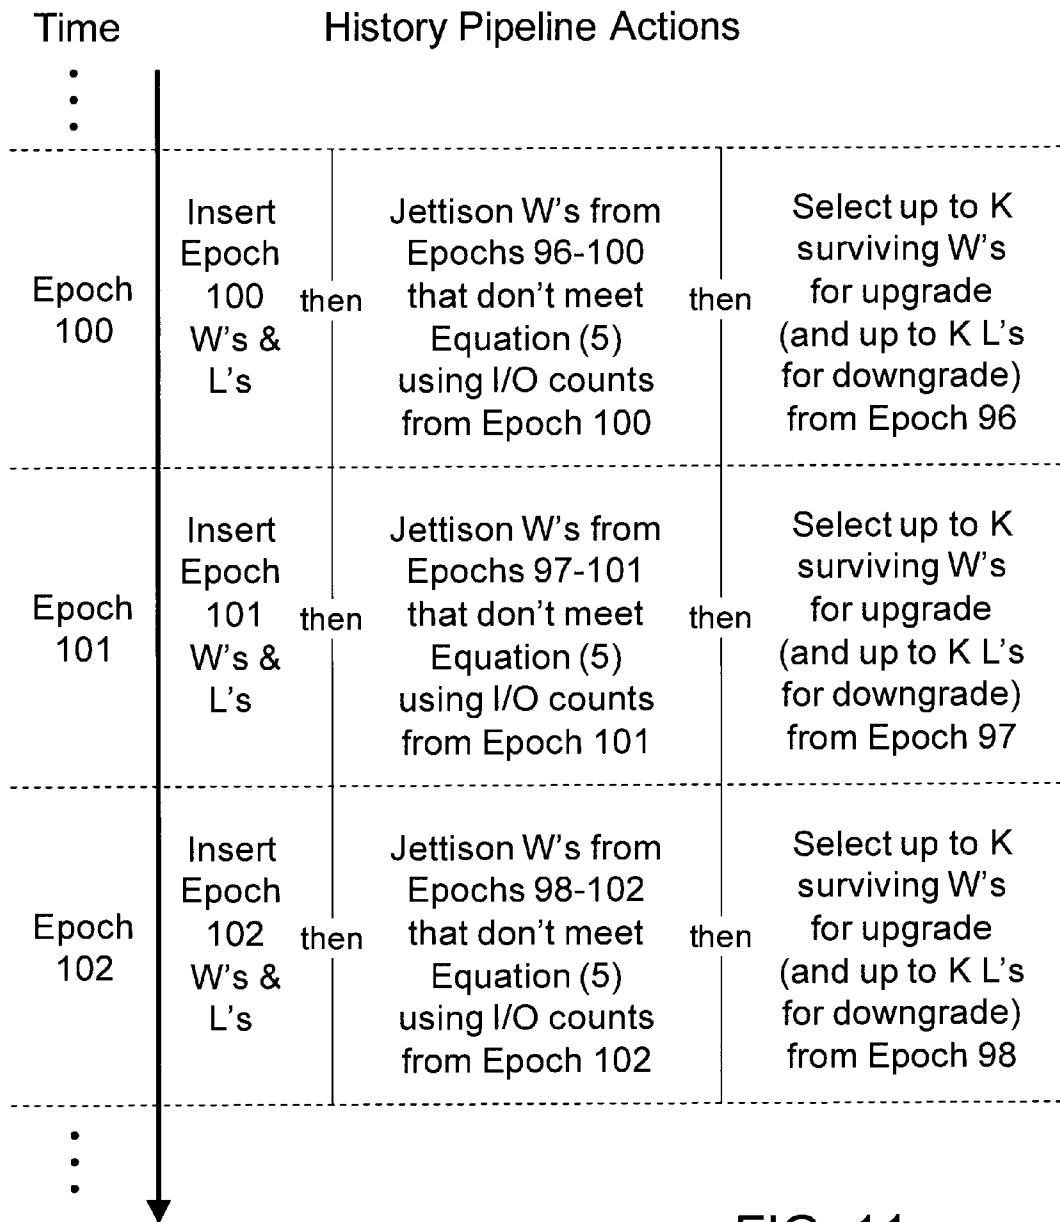 Time
History Pipeline Actions
Epoch
100
Insert
Epoch
100
W's &
L's
then
Jettison W's from
Epochs 96-100
that don't meet
Equation (5)
using I/O counts
from Epoch 100
then
Select up to K
surviving W's
for upgrade
(and up to K L's
for downgrade)
from Epoch 96
Epoch
101
Insert
Epoch
101
W's &
L's
then
Jettison W's from
Epochs 97-101
that don't meet
Equation (5)
using I/O counts
from Epoch 101
then
Select up to K
surviving W's
for upgrade
(and up to K L's
for downgrade)
from Epoch 97
Epoch
102
Insert
Epoch
102
W's &
L's
then
Jettison W's from
Epochs 98-102
that don't meet
Equation (5)
using I/O counts
from Epoch 102
then
Select up to K
surviving W's
for upgrade
(and up to K L's
for downgrade)
from Epoch 98
FIG. 11